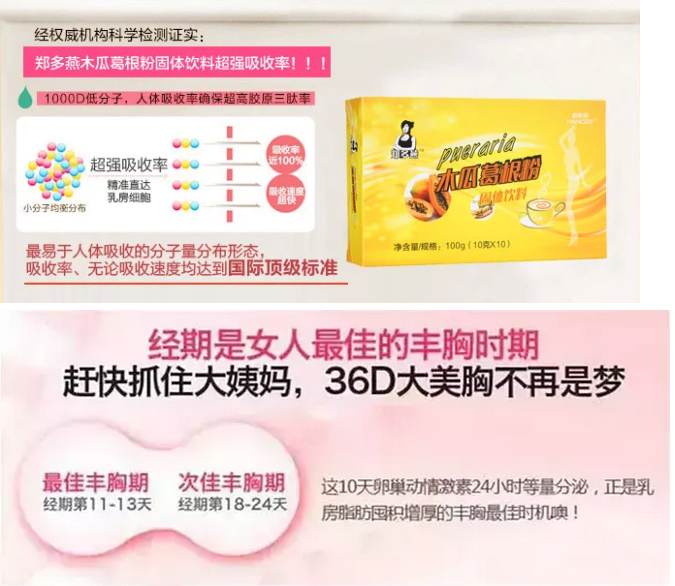 经权威机构科学检测证实：
郑多燕木瓜葛根粉固体饮料超强吸收率！！！
1000D低分子，人体吸收率确保超高胶原三肽率
超强吸收率
精准直达
乳房细胞
小分子均衡分布
吸收率
近100%
吸收速度
超快
最易于人体吸收的分子量分布形态，
吸收率、无论吸收速度均达到国际顶级标准
郑多燕™
pueraria
木瓜葛根粉
固体饮料
净含量/规格：100g（10克X10）
经期是女人最佳的丰胸时期
赶快抓住大姨妈，36D大美胸不再是梦
最佳丰胸期
经期第11-13天
次佳丰胸期
经期第18-24天
这10天卵巢动情激素24小时等量分泌，正是乳
房脂肪囤积增厚的丰胸最佳时机噢！